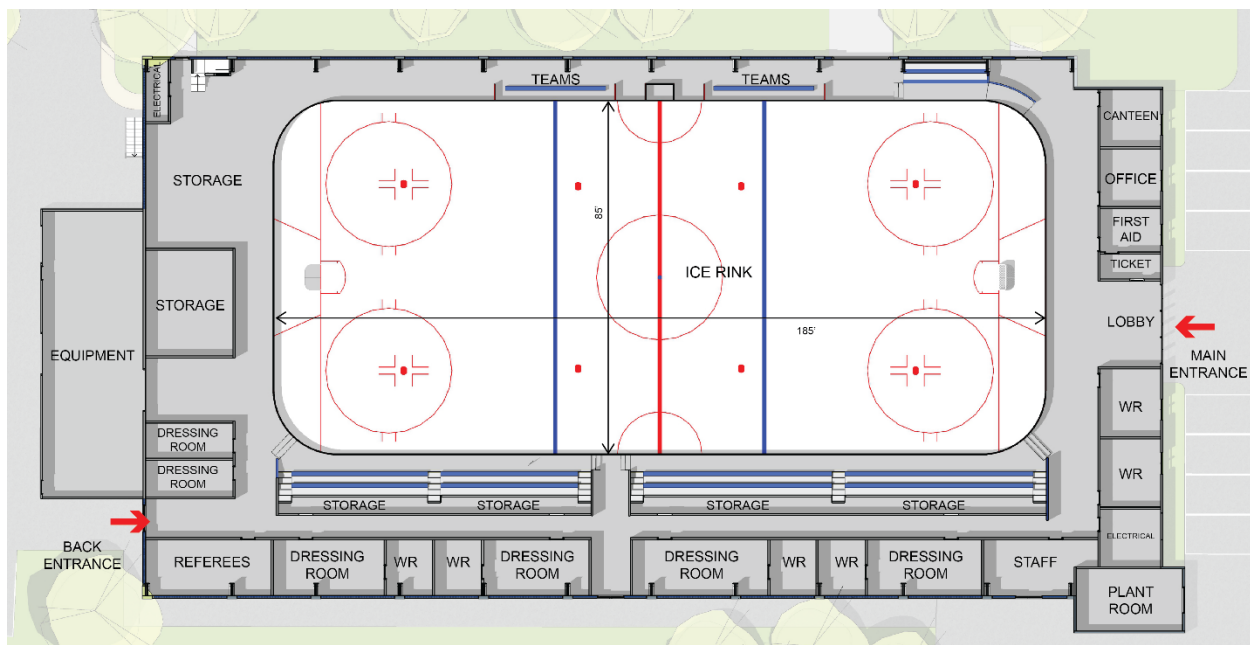 ELECTRICAL
TEAMS
TEAMS
CANTEEN
STORAGE
OFFICE
85'
FIRST
AID
TICKET
ICE RINK
STORAGE
LOBBY
185'
EQUIPMENT
MAIN
ENTRANCE
WR
DRESSING
ROOM
DRESSING
ROOM
WR
STORAGE
STORAGE
STORAGE
STORAGE
ELECTRICAL
BACK
ENTRANCE
REFEREES
DRESSING
ROOM
WR
WR
DRESSING
ROOM
DRESSING
ROOM
WR
WR
DRESSING
ROOM
STAFF
PLANT
ROOM